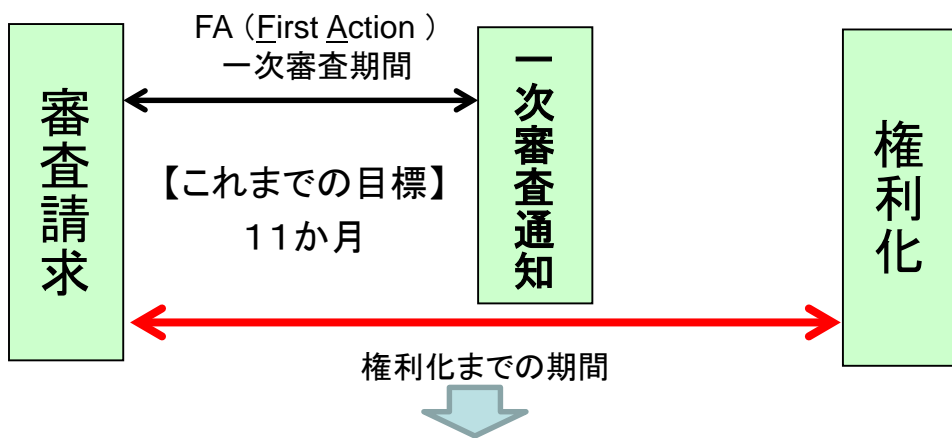 FA（First Action ）
一次審査期間
審査請求
【これまでの目標】
１１か月
一次審査通知
権利化
権利化までの期間